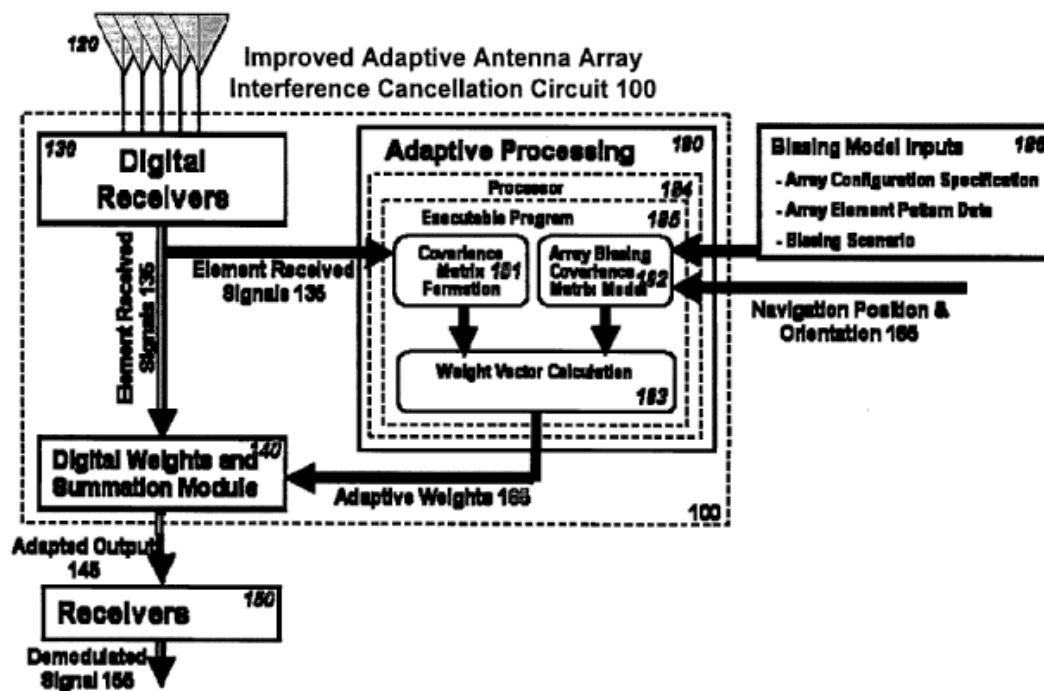 120
Improved Adaptive Antenna Array
Interference Cancellation Circuit 100
130
Digital
Receivers
Adaptive Processing
Processor
Executable Program
Covariance
Matrix
Formation
Array Biasing
Covariance
Matrix Model
Weight Vector Calculation
Biasing Model Inputs
- Array Configuration Specification
- Array Element Pattern Data
- Biasing Scenario
Navigation Position &
Orientation
Element Received
Signals 135
Element Received
Signals 135
140
Digital Weights and
Summation Module
Adaptive Weights
100
Adapted Output
145
150
Receivers
Demodulated
Signal 155